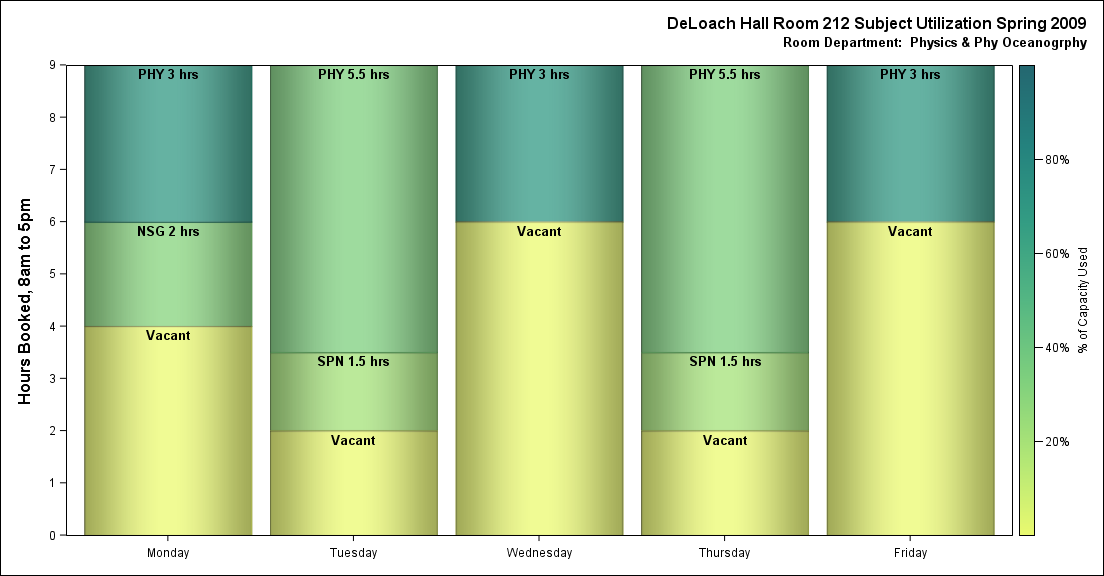 DeLoach Hall Room 212 Subject Utilization Spring 2009
Room Department:  Physics & Phy Oceanogrphy
Hours Booked, 8am to 5pm
9
8
7
6
5
4
3
2
1
0
PHY 3 hrs
NSG 2 hrs
Vacant
PHY 5.5 hrs
SPN 1.5 hrs
Vacant
PHY 3 hrs
Vacant
PHY 5.5 hrs
SPN 1.5 hrs
Vacant
PHY 3 hrs
Vacant
Monday
Tuesday
Wednesday
Thursday
Friday
80%
60%
40%
20%
% of Capacity Used